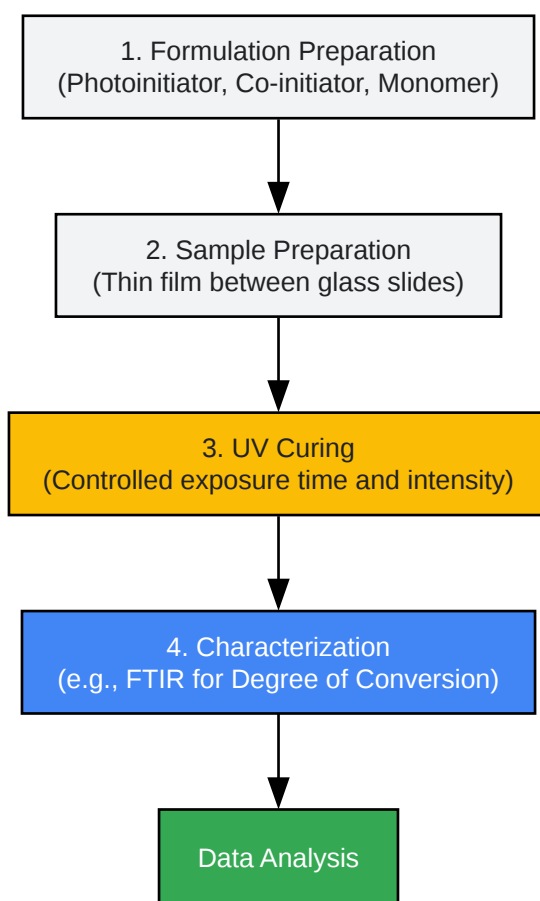 1. Formulation Preparation
(Photoinitiator, Co-initiator, Monomer)
2. Sample Preparation
(Thin film between glass slides)
3. UV Curing
(Controlled exposure time and intensity)
4. Characterization
(e.g., FTIR for Degree of Conversion)
Data Analysis